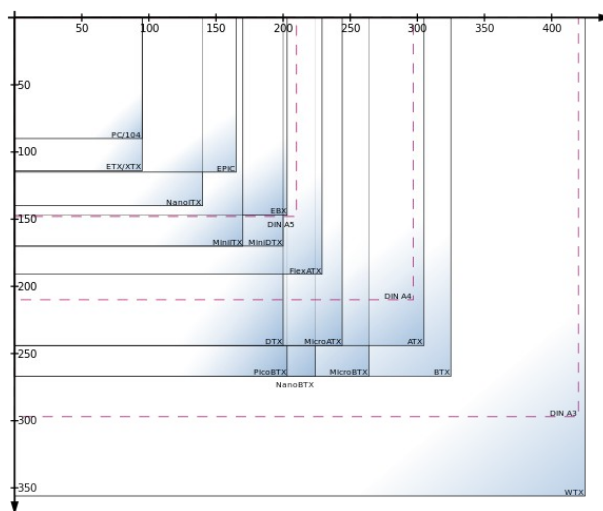 50 100 150 200 250 300 350 400
50
PC/104
100
ETX/XTX EPIC
NanoITX
150 EBX
DIN A5
MiniITX MiniDTX
FlexATX
200
DIN A4
DTX MicroATX ATX
250
PicoBTX MicroBTX BTX
NanoBTX
300 DIN A3
350
WTX